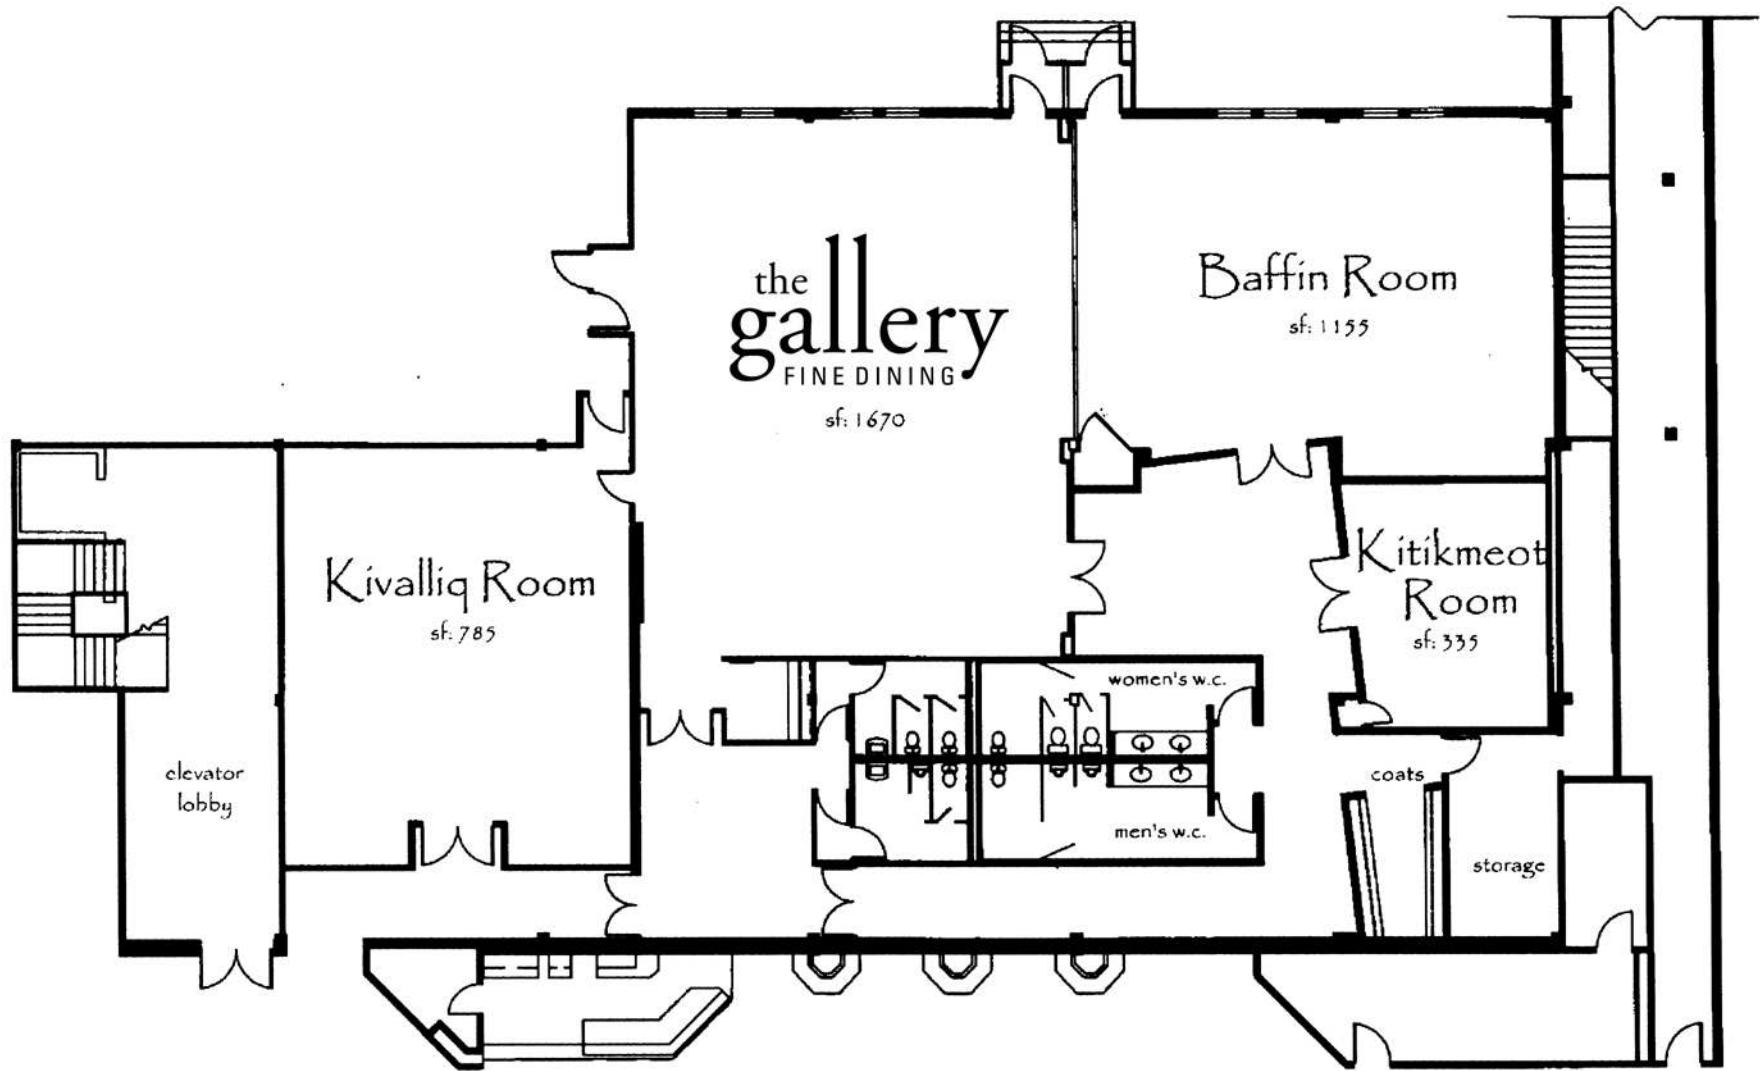 the
gallery
FINE DINING
sf: 1670
Baffin Room
sf: 1155
Kivalliq Room
sf: 785
Kitikmeot
Room
sf: 335
women's w.c.
elevator
lobby
coats
men's w.c.
storage